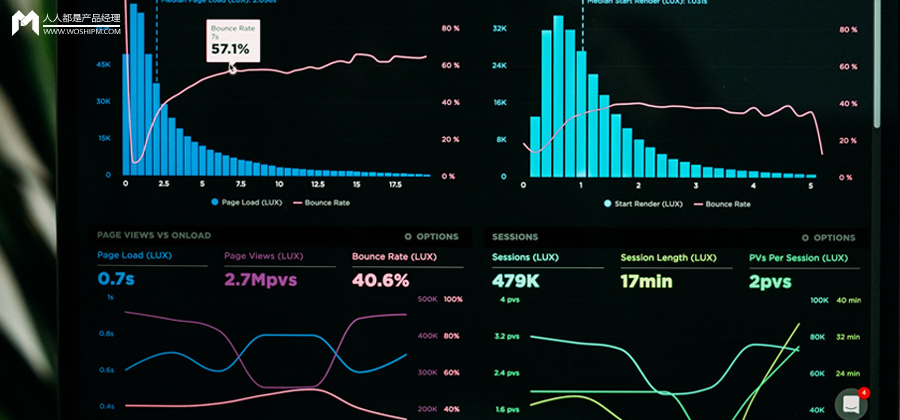 人人都是产品经理
WWW.WOSHIPM.COM
Median Page Load (LUX): 2.056s
Bounce Rate
7s
57.1%
45K
30K
15K
0
80 %
60 %
40 %
20 %
0 %
0 2.5 5 7.5 10 12.5 15 17.5
Page Load (LUX) Bounce Rate
Median Start Render (LUX): 1.031s
32K
16K
8K
0
80 %
60 %
40 %
20 %
0 %
0 1 2 3 4 5
Start Render (LUX) Bounce Rate
PAGE VIEWS VS ONLOAD OPTIONS
Page Load (LUX) Page Views (LUX) Bounce Rate (LUX)
0.7s 2.7Mpvs 40.6%
1s 500K 100%
0.8s 400K 80%
0.6s 300K 60%
0.4s 200K 40%
SESSIONS OPTIONS
Sessions (LUX) Session Length (LUX) PVs Per Session (LUX)
479K 17min 2pvs
4 pvs 100K 40 min
3.2 pvs 80K 32 min
2.4 pvs 60K 24 min
1.6 pvs 40K
4